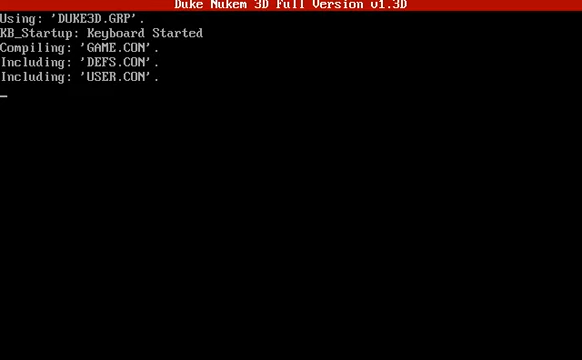 Duke Nukem 3D Full Version v1.3D
Using: 'DUKE3D.GRP'.
KB_Startup: Keyboard Started
Compiling: 'GAME.CON'.
Including: 'DEFS.CON'.
Including: 'USER.CON'.